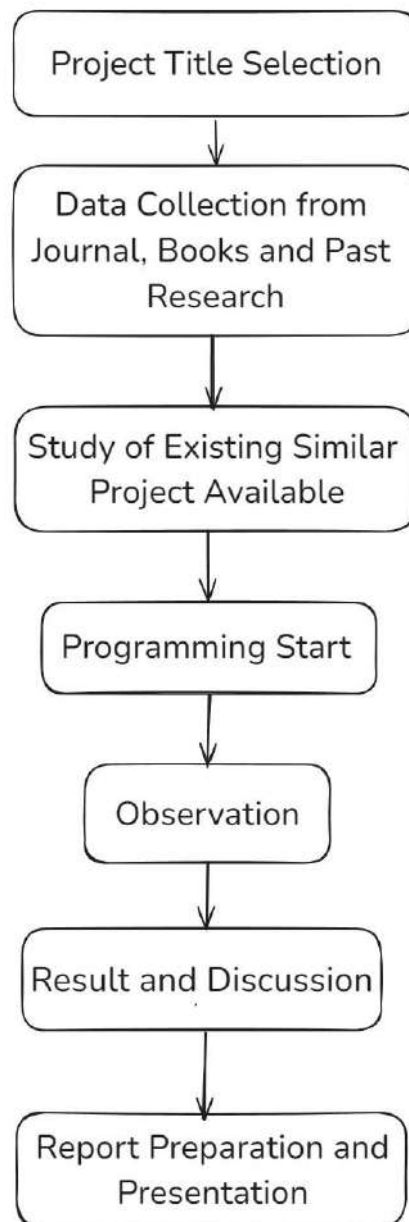 Project Title Selection
Data Collection from
Journal, Books and Past
Research
Study of Existing Similar
Project Available
Programming Start
Observation
Result and Discussion
Report Preparation and
Presentation